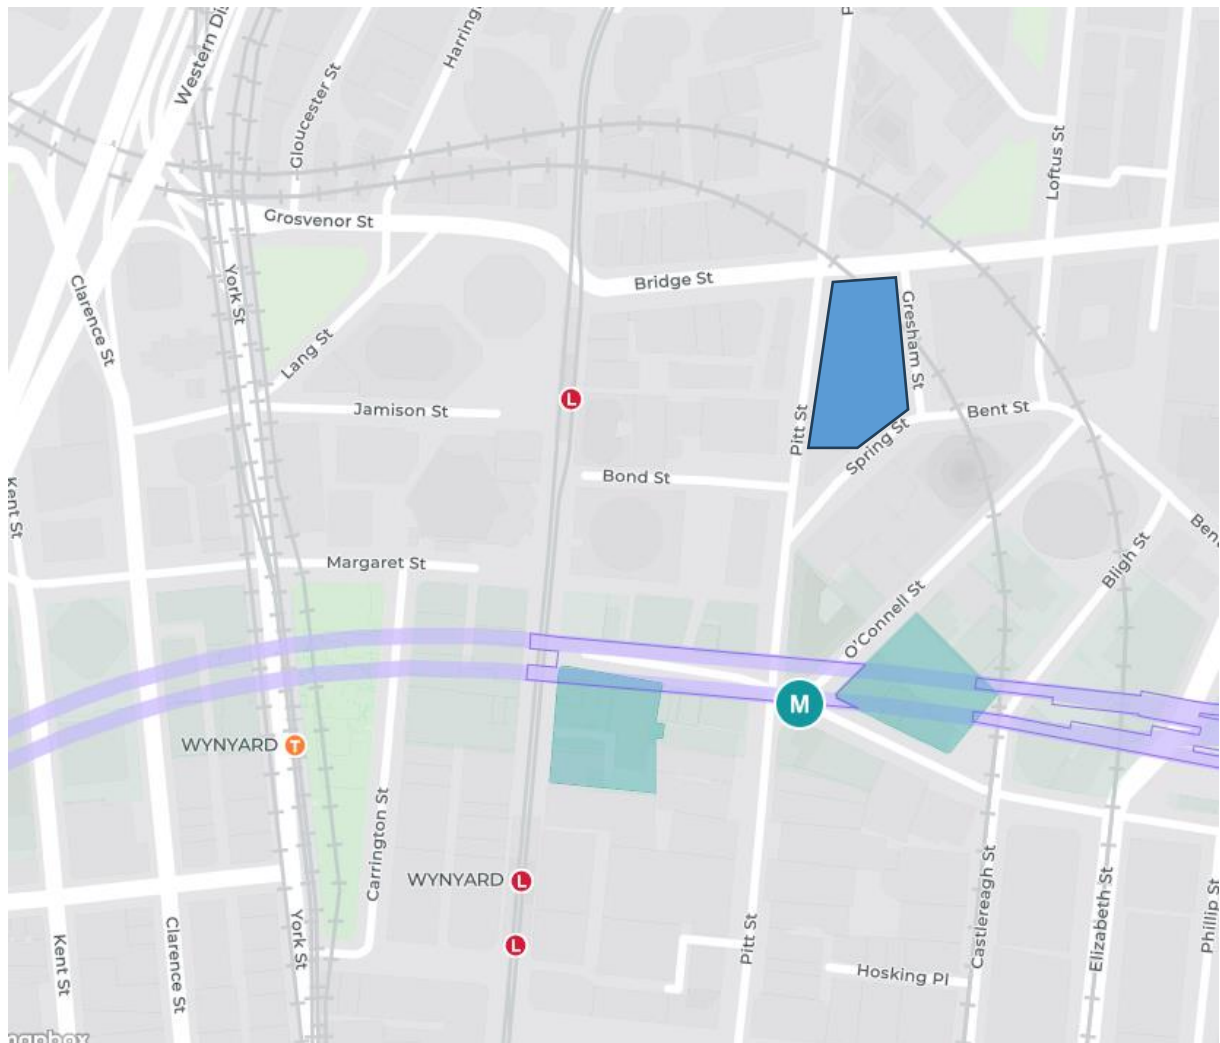 Western Dis
Gloucester St
Harring
P
Loftus St
Grosvenor St
Bridge St
York St
Clarence St
Lang St
Gresham St
Jamison St
L
Pitt St
Bent St
Spring St
Bond St
Kent St
Bent
Margaret St
Bligh St
O'Connell St
M
WYNYARD T
Carrington St
WYNYARD L
L
Castlereagh St
Elizabeth St
Phillip St
York St
Pitt St
Clarence St
Kent St
Hosking Pl
mapbox